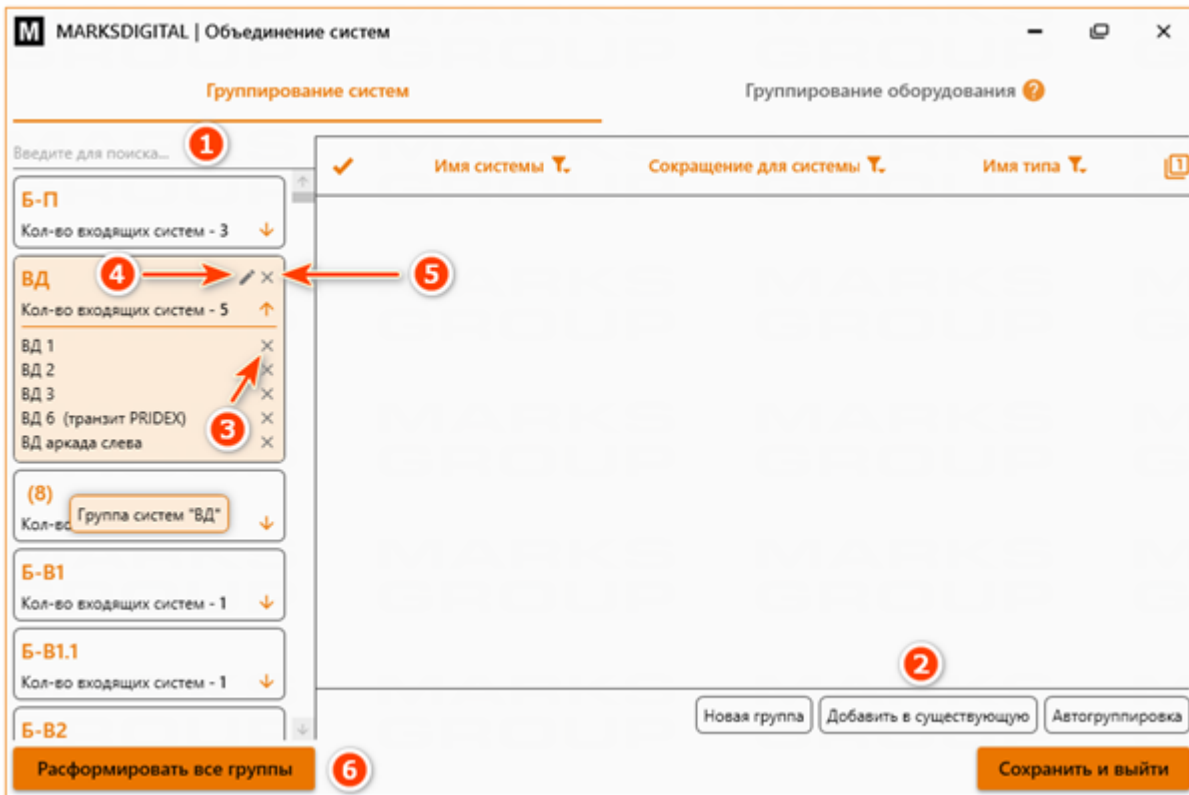 M MARKSDIGITAL | Объединение систем
Группирование систем
Группирование оборудования ?
Введите для поиска...
1
Имя системы
Сокращение для системы
Имя типа
1
Б-П
Кол-во входящих систем - 3
4
ВД
5
Кол-во входящих систем - 5
ВД 1
ВД 2
ВД 3
ВД 6 (транзит PRIDEX)
3
ВД аркада слева
(8)
Группа систем "ВД"
Б-В1
Кол-во входящих систем - 1
Б-В1.1
Кол-во входящих систем - 1
Б-В2
2
Новая группа
Добавить в существующую
Автогруппировка
Расформировать все группы
6
Сохранить и выйти
MARKS
GROUP